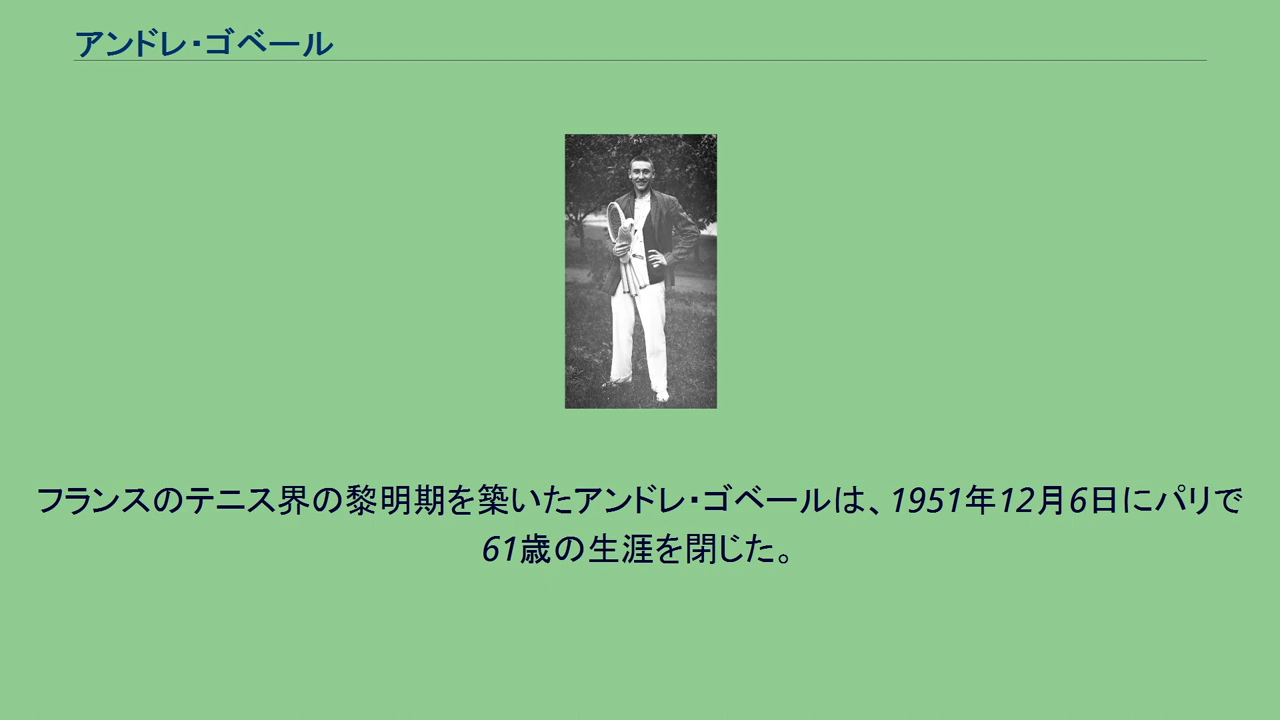 アンドレ・ゴベール
フランスのテニス界の黎明期を築いたアンドレ・ゴベールは、1951年12月6日にパリで
61歳の生涯を閉じた。